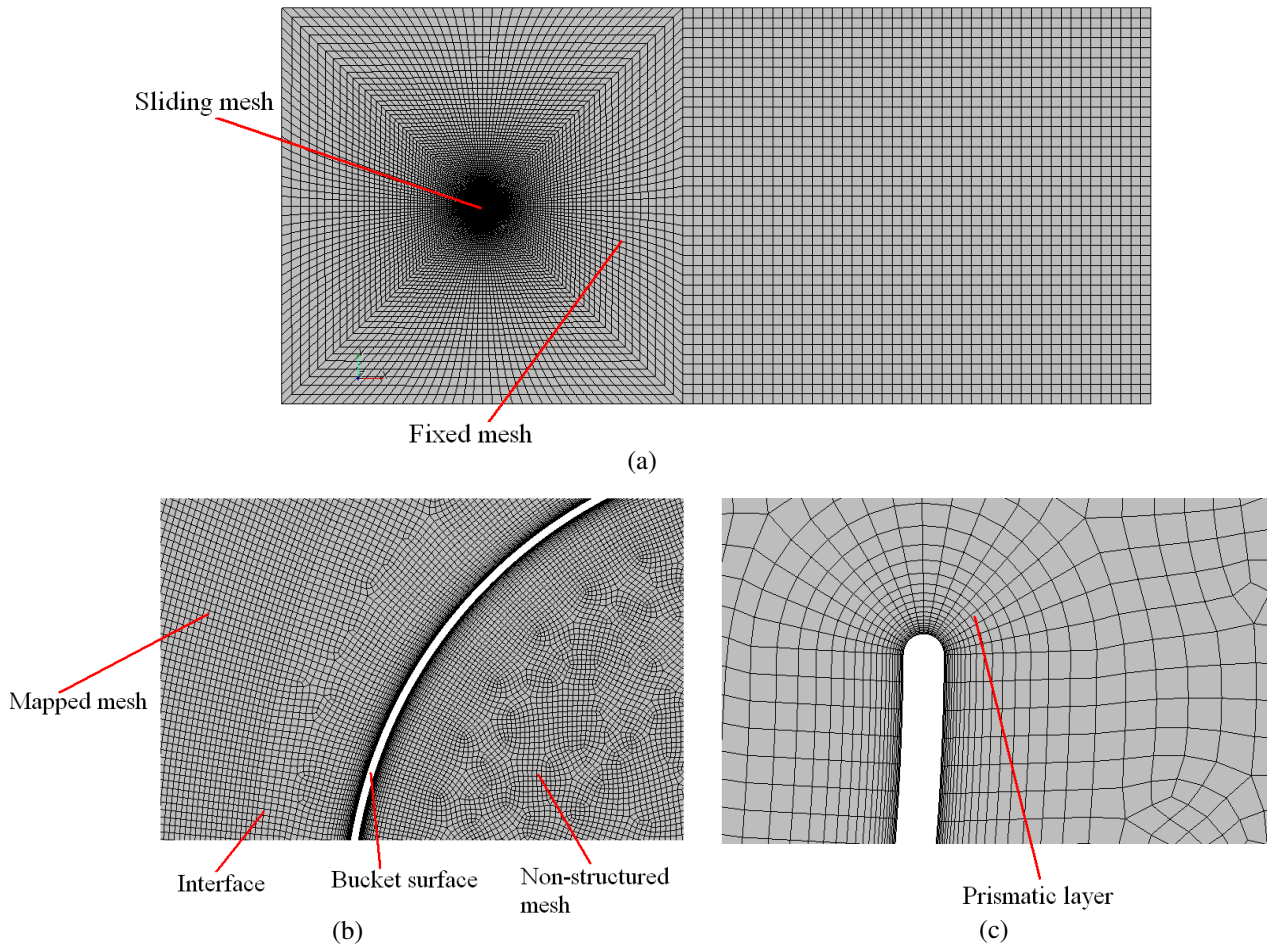 Sliding mesh
Fixed mesh
(a)
Mapped mesh
Interface
Bucket surface
Non-structured
mesh
(b)
Prismatic layer
(c)